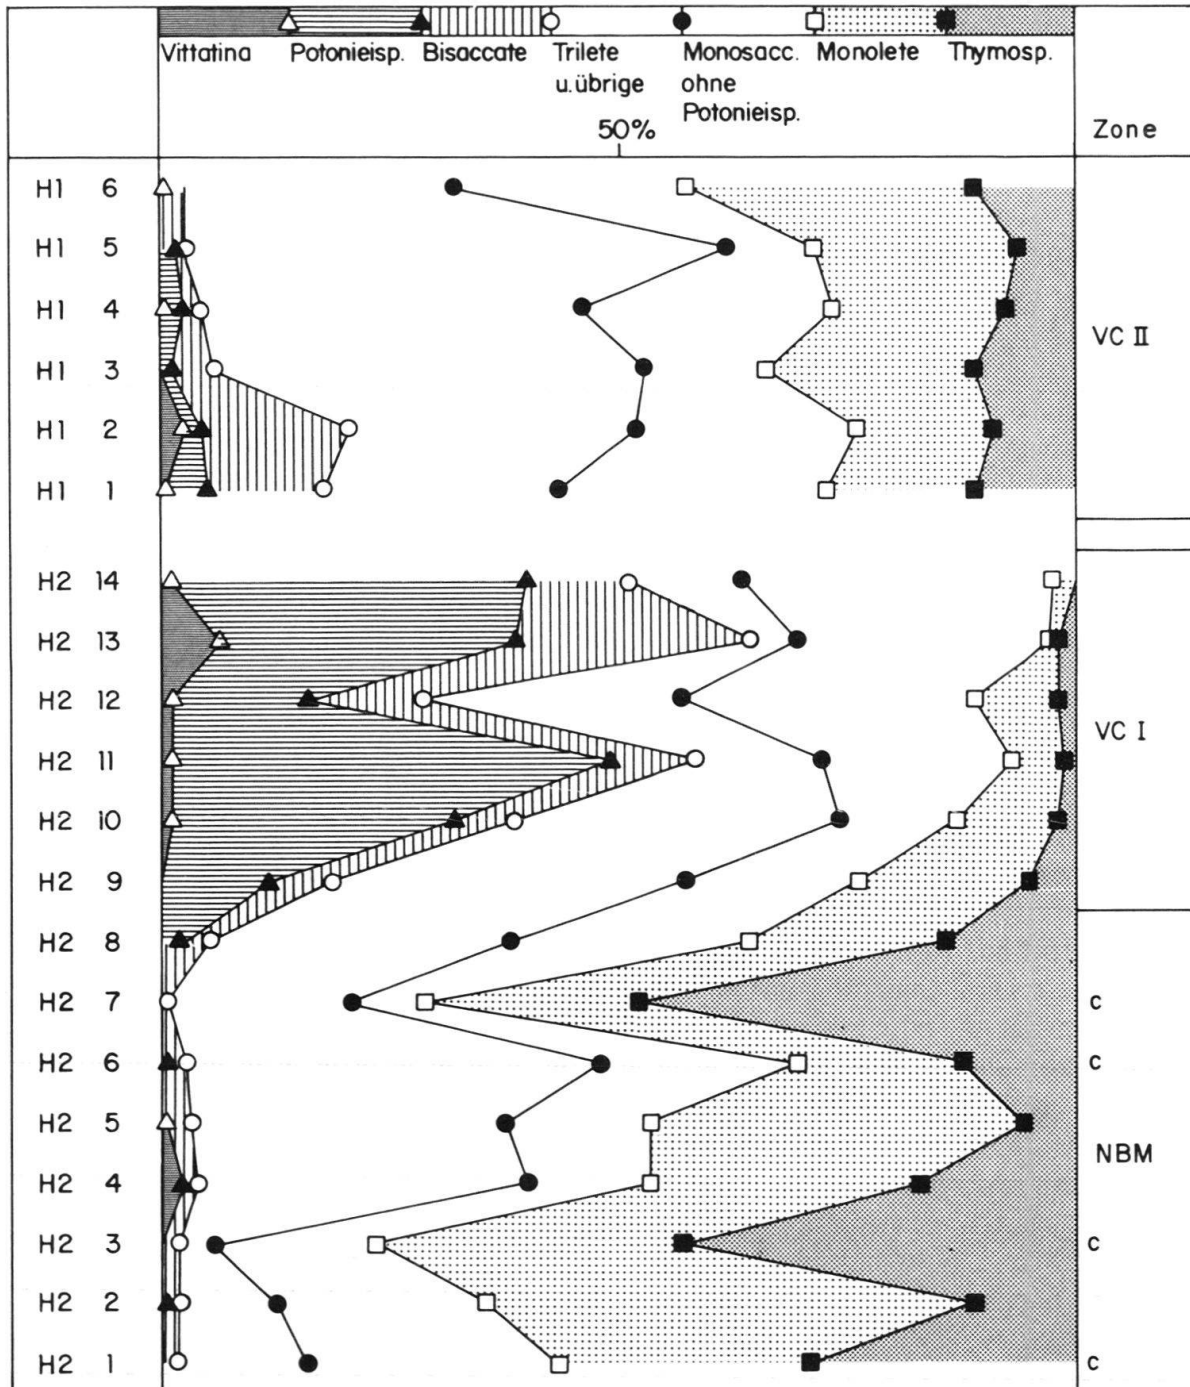 Vittatina Potonieisp. Bisaccate Trilete Monosacc. Monolete Thymosp.
u. übrige ohne
Potonieisp.
50% Zone
H1 6
H1 5
H1 4
VC II
H1 3
H1 2
H1 1
H2 14
H2 13
H2 12
VC I
H2 11
H2 10
H2 9
H2 8
H2 7 c
H2 6 c
H2 5
NBM
H2 4
H2 3 c
H2 2
H2 1 c